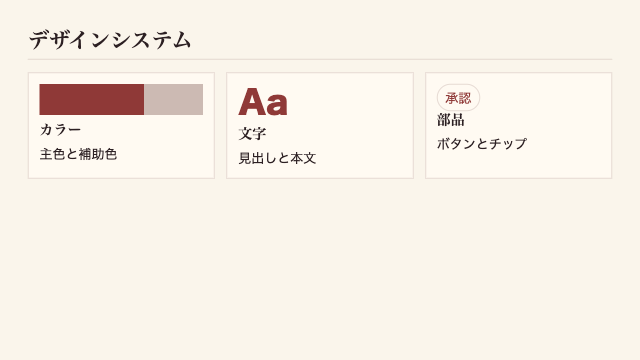 デザインシステム
カラー
主色と補助色
Aa
文字
見出しと本文
承認
部品
ボタンとチップ